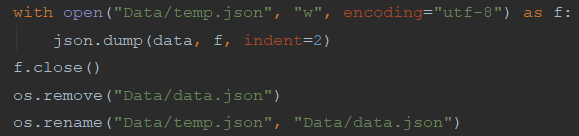 with open("Data/temp.json", "w", encoding="utf-8") as f:
    json.dump(data, f, indent=2)
f.close()
os.remove("Data/data.json")
os.rename("Data/temp.json", "Data/data.json")